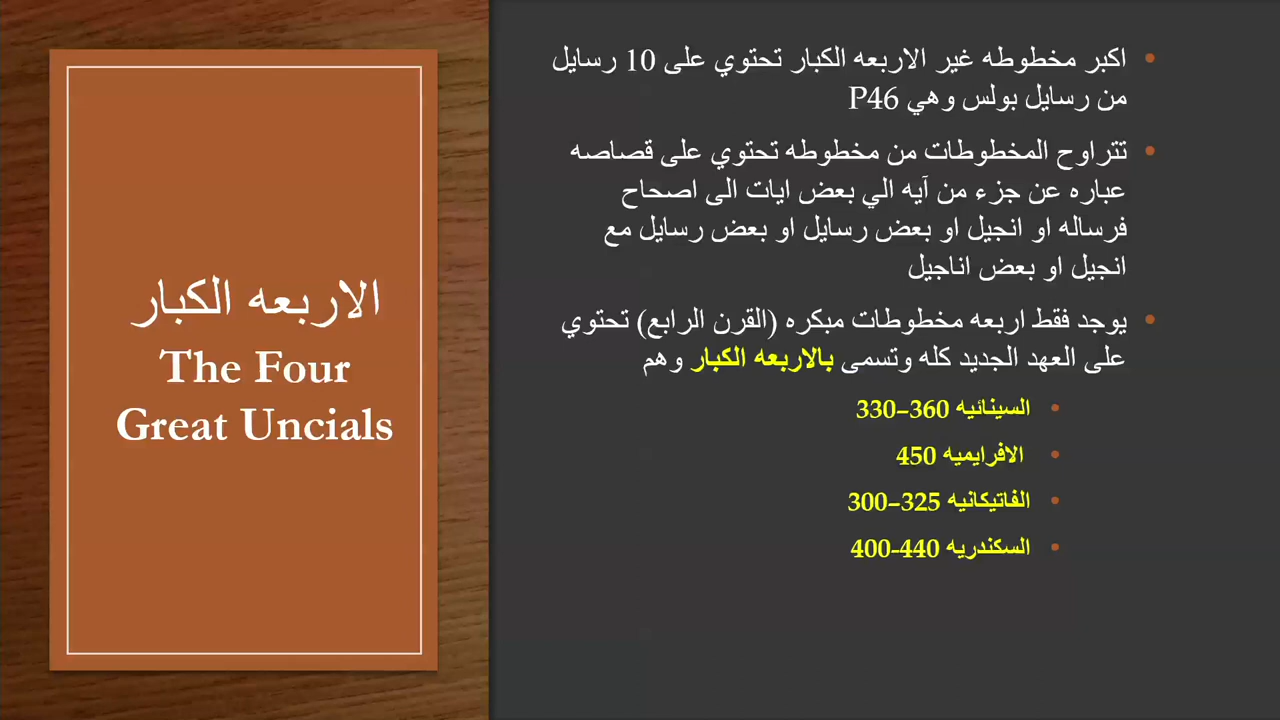 الاربعه الكبار
The Four
Great Uncials
اكبر مخطوطه غير الاربعه الكبار تحتوي على 10 رسايل
من رسايل بولس وهي P46
تتراوح المخطوطات من مخطوطه تحتوي على قصاصه
عباره عن جزء من آيه الي بعض ايات الى اصحاح
فرساله او انجيل او بعض رسايل او بعض رسايل مع
انجيل او بعض اناجيل
يوجد فقط اربعه مخطوطات مبكره (القرن الرابع) تحتوي
على العهد الجديد كله وتسمى بالاربعه الكبار وهم
السينائيه 330–360
الافرايميه 450
الفاتيكانيه 300–325
السكندريه 400-440